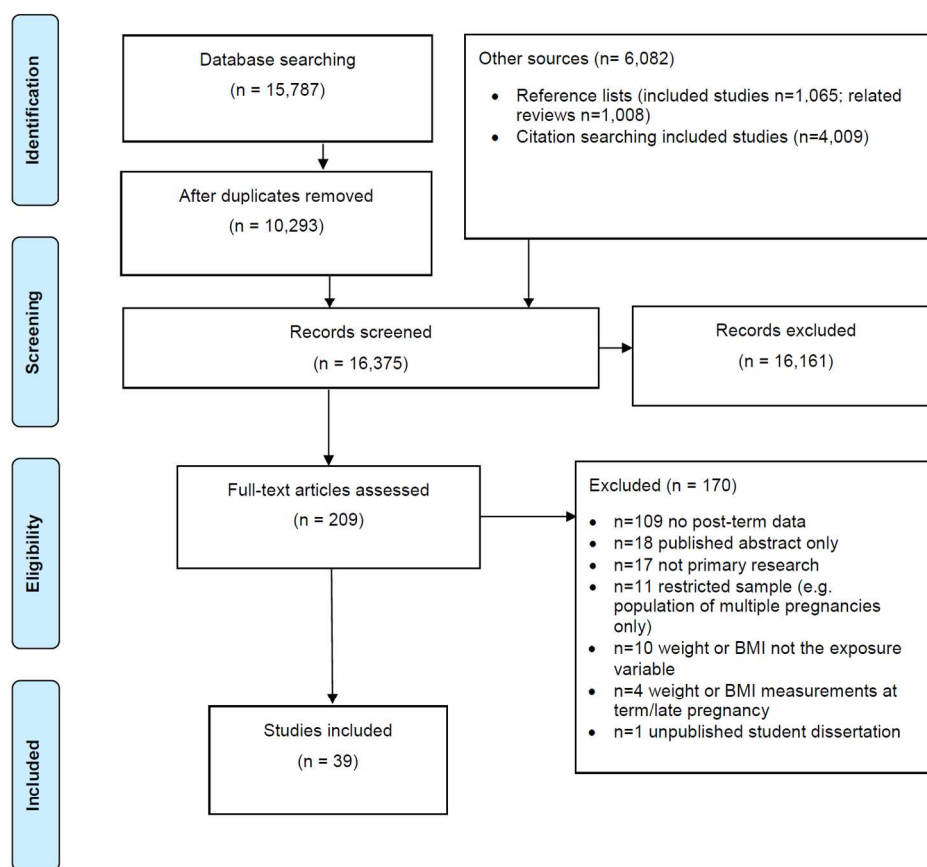 Identification
Database searching
(n = 15,787)
Other sources (n= 6,082)
• Reference lists (included studies n=1,065; related
reviews n=1,008)
• Citation searching included studies (n=4,009)
After duplicates removed
(n = 10,293)
Screening
Records screened
(n = 16,375)
Records excluded
(n = 16,161)
Eligibility
Full-text articles assessed
(n = 209)
Excluded (n = 170)
• n=109 no post-term data
• n=18 published abstract only
• n=17 not primary research
• n=11 restricted sample (e.g.
population of multiple pregnancies
only)
• n=10 weight or BMI not the exposure
variable
• n=4 weight or BMI measurements at
term/late pregnancy
• n=1 unpublished student dissertation
Included
Studies included
(n = 39)